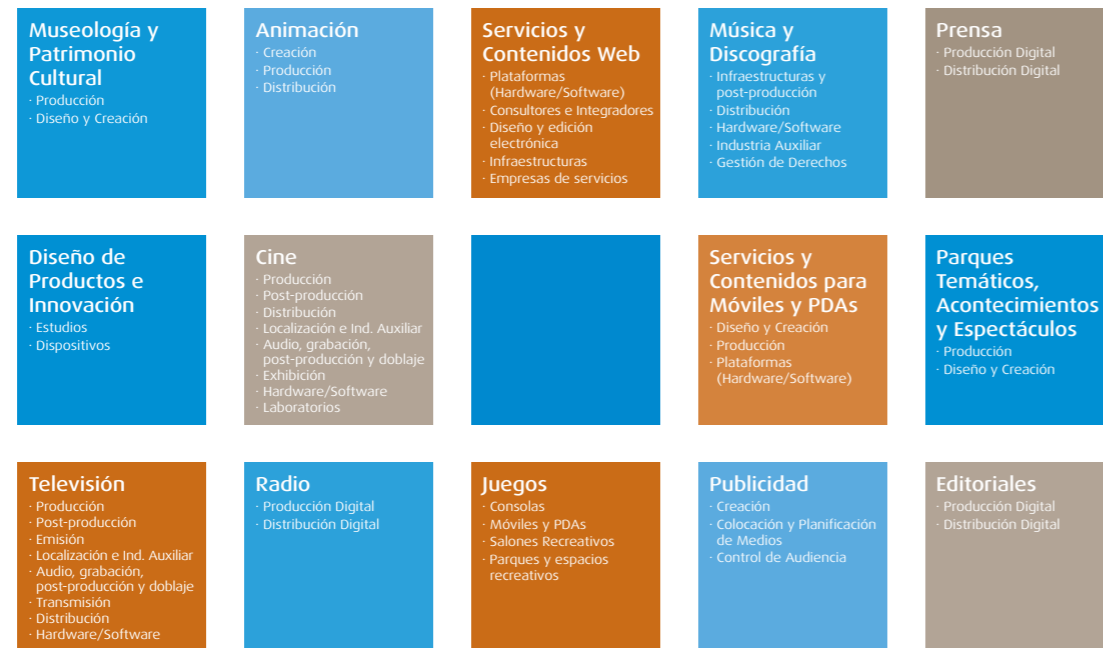 Museología y
Patrimonio
Cultural
· Producción
· Diseño y Creación
Animación
· Creación
· Producción
· Distribución
Servicios y
Contenidos Web
· Plataformas
(Hardware/Software)
· Consultores e Integradores
· Diseño y edición
electrónica
· Infraestructuras
· Empresas de servicios
Música y
Discografía
· Infraestructuras y
post-producción
· Distribución
· Hardware/Software
· Industria Auxiliar
· Gestión de Derechos
Prensa
· Producción Digital
· Distribución Digital
Diseño de
Productos e
Innovación
· Estudios
· Dispositivos
Cine
· Producción
· Post-producción
· Distribución
· Localización e Ind. Auxiliar
· Audio, grabación,
post-producción y doblaje
· Exhibición
· Hardware/Software
· Laboratorios
Servicios y
Contenidos para
Móviles y PDAs
· Diseño y Creación
· Producción
· Plataformas
(Hardware/Software)
Parques
Temáticos,
Acontecimientos
y Espectáculos
· Producción
· Diseño y Creación
Televisión
· Producción
· Post-producción
· Emisión
· Localización e Ind. Auxiliar
· Audio, grabación,
post-producción y doblaje
· Transmisión
· Distribución
· Hardware/Software
Radio
· Producción Digital
· Distribución Digital
Juegos
· Consolas
· Móviles y PDAs
· Salones Recreativos
· Parques y espacios
recreativos
Publicidad
· Creación
· Colocación y Planificación
de Medios
· Control de Audiencia
Editoriales
· Producción Digital
· Distribución Digital